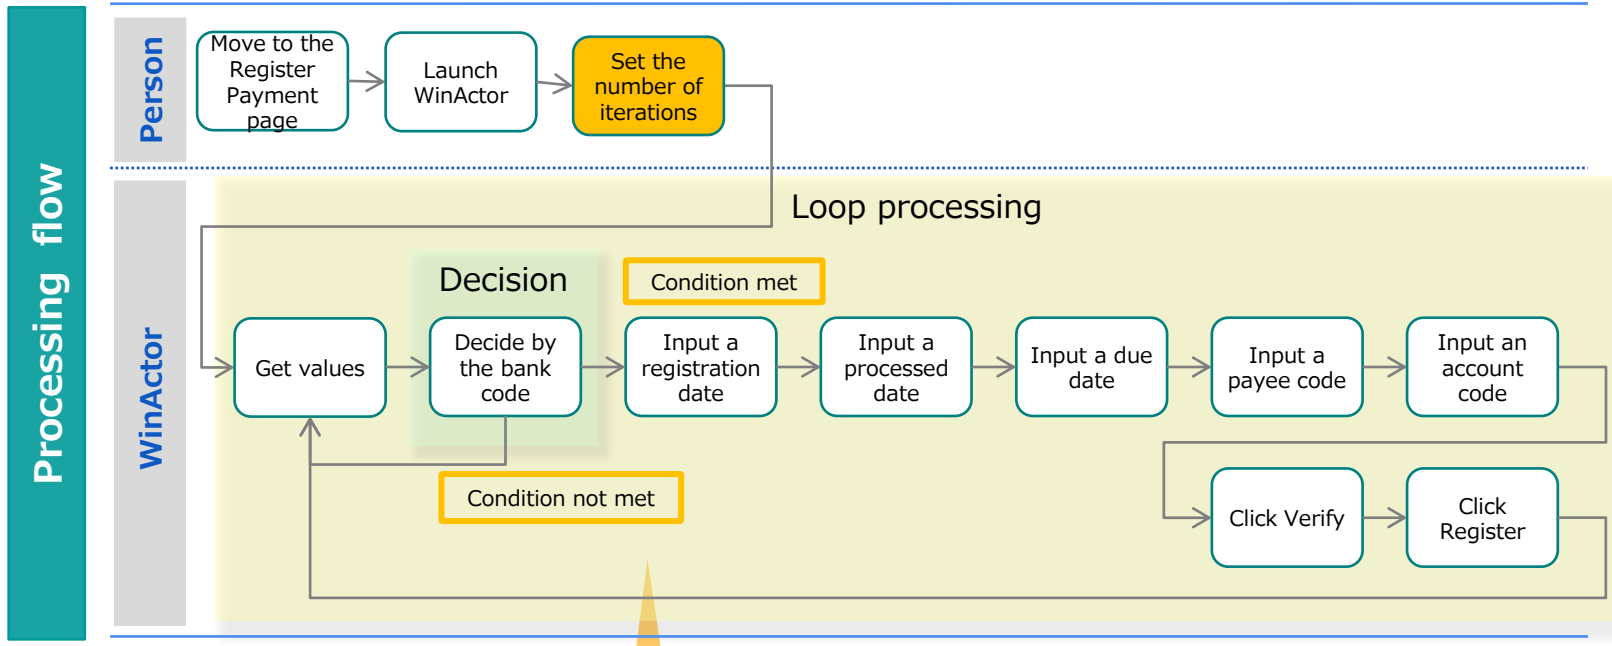 Processing flow
Person
Move to the
Register
Payment
page
Launch
WinActor
Set the
number of
iterations
WinActor
Loop processing
Decision
Condition met
Get values
Decide by
the bank
code
Input a
registration
date
Input a
processed
date
Input a due
date
Input a
payee code
Input an
account
code
Condition not met
Click Verify
Click
Register